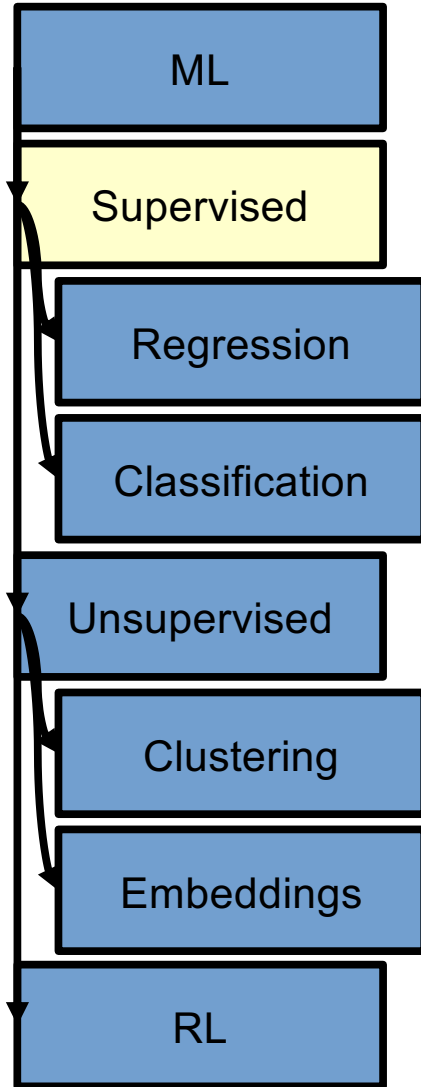 ML
Supervised
Regression
Classification
Unsupervised
Clustering
Embeddings
RL